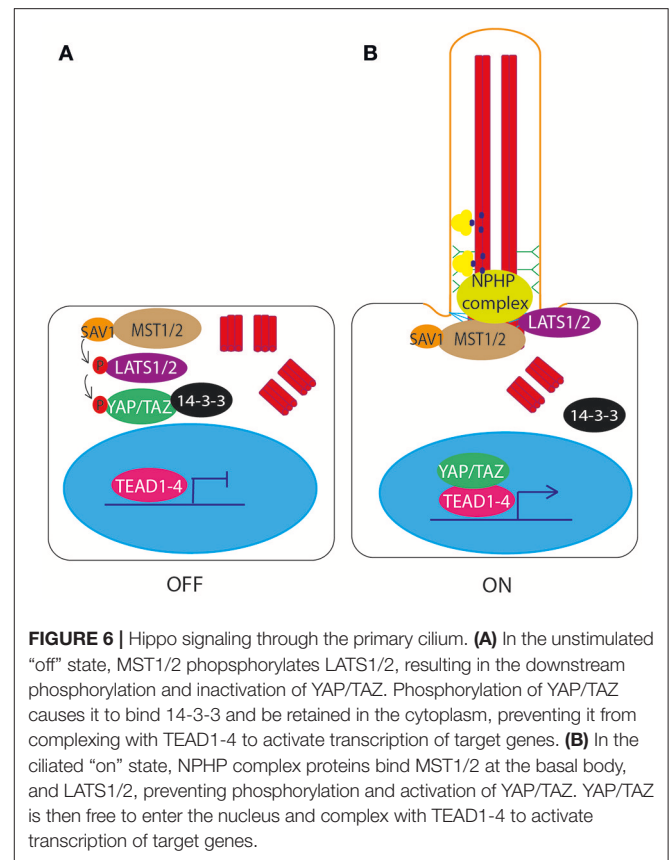 A
B
NPHP
complex
LATS1/2
SAV1
MST1/2
SAV1
MST1/2
P
LATS1/2
P
YAP/TAZ
14-3-3
14-3-3
TEAD1-4
YAP/TAZ
TEAD1-4
OFF
ON
FIGURE 6 | Hippo signaling through the primary cilium. (A) In the unstimulated
“off” state, MST1/2 phopsphorylates LATS1/2, resulting in the downstream
phosphorylation and inactivation of YAP/TAZ. Phosphorylation of YAP/TAZ
causes it to bind 14-3-3 and be retained in the cytoplasm, preventing it from
complexing with TEAD1-4 to activate transcription of target genes. (B) In the
ciliated “on” state, NPHP complex proteins bind MST1/2 at the basal body,
and LATS1/2, preventing phosphorylation and activation of YAP/TAZ. YAP/TAZ
is then free to enter the nucleus and complex with TEAD1-4 to activate
transcription of target genes.